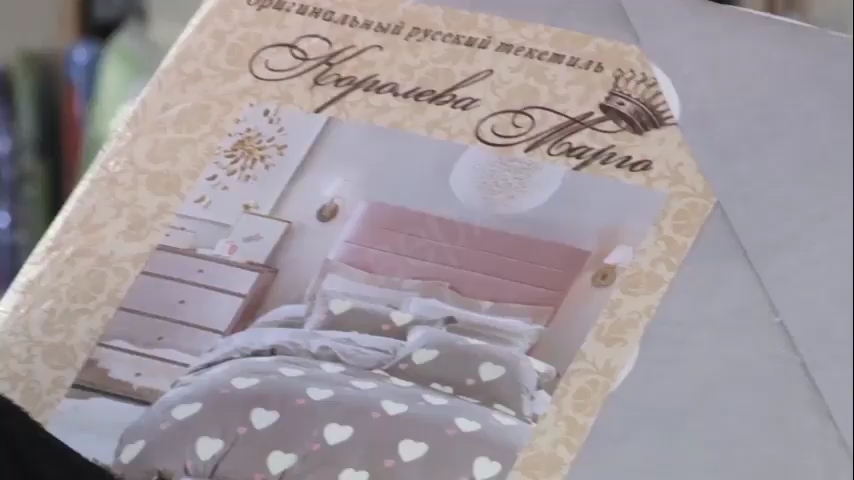 оригинальный русский текстиль
Королева
Марго